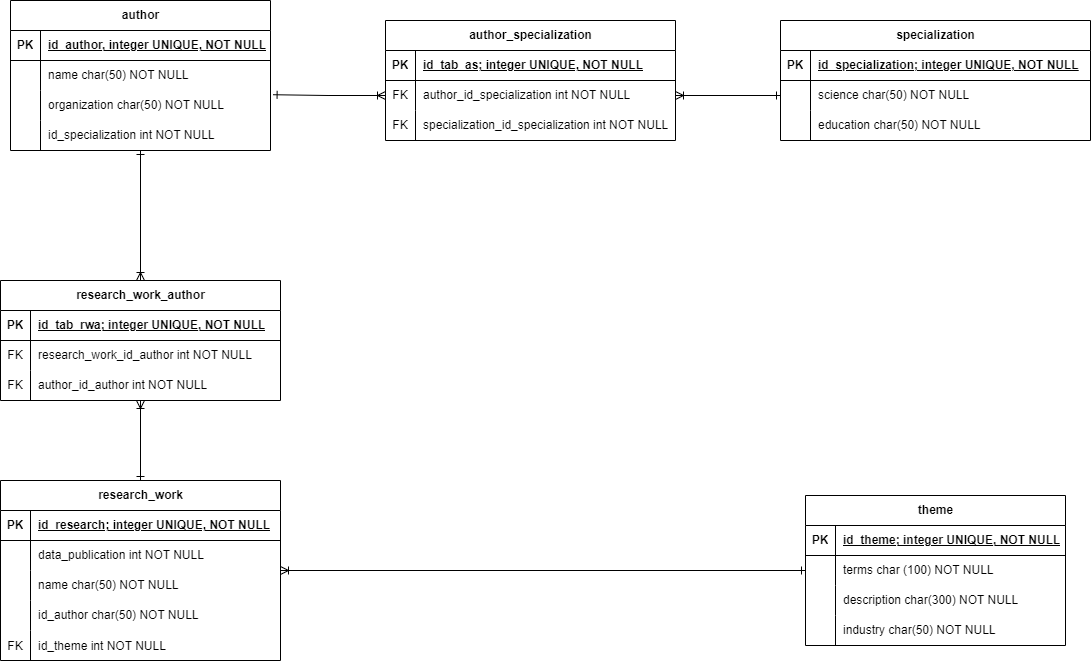 author
PK id_author, integer UNIQUE, NOT NULL
name char(50) NOT NULL
organization char(50) NOT NULL
id_specialization int NOT NULL
author_specialization
PK id_tab_as; integer UNIQUE, NOT NULL
FK author_id_specialization int NOT NULL
FK specialization_id_specialization int NOT NULL
specialization
PK id_specialization; integer UNIQUE, NOT NULL
science char(50) NOT NULL
education char(50) NOT NULL
research_work_author
PK id_tab_rwa; integer UNIQUE, NOT NULL
FK research_work_id_author int NOT NULL
FK author_id_author int NOT NULL
research_work
PK id_research; integer UNIQUE, NOT NULL
data_publication int NOT NULL
name char(50) NOT NULL
id_author char(50) NOT NULL
FK id_theme int NOT NULL
theme
PK id_theme; integer UNIQUE, NOT NULL
terms char (100) NOT NULL
description char(300) NOT NULL
industry char(50) NOT NULL